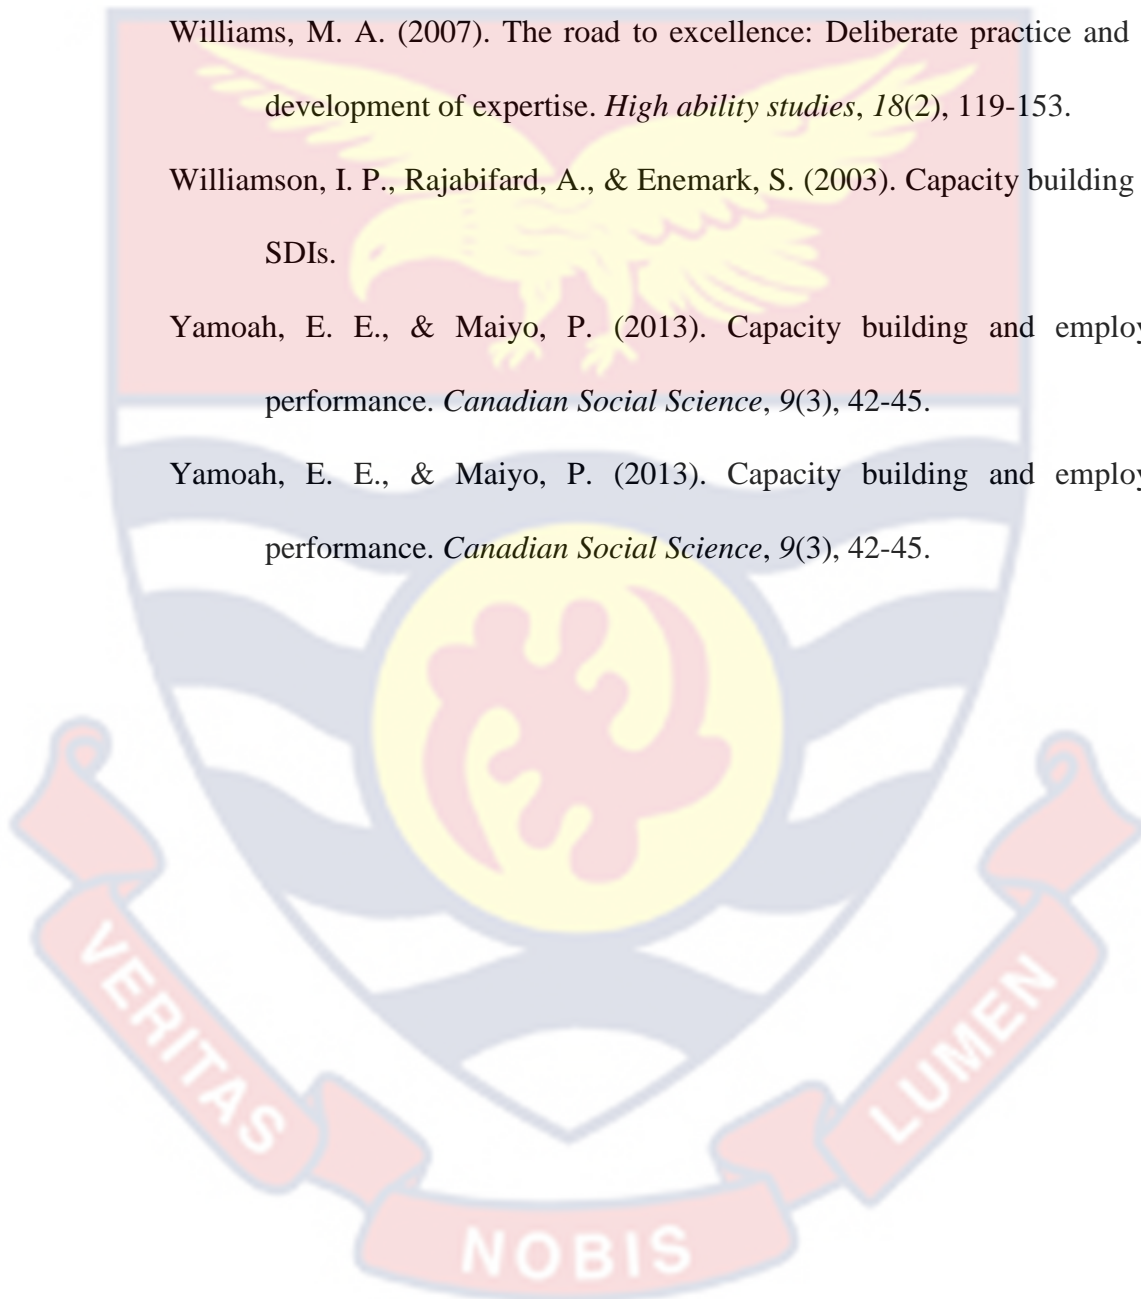 Williams, M. A. (2007). The road to excellence: Deliberate practice and
development of expertise. High ability studies, 18(2), 119-153.
Williamson, I. P., Rajabifard, A., & Enemark, S. (2003). Capacity building
SDIs.
Yamoah, E. E., & Maiyo, P. (2013). Capacity building and employ
performance. Canadian Social Science, 9(3), 42-45.
Yamoah, E. E., & Maiyo, P. (2013). Capacity building and employ
performance. Canadian Social Science, 9(3), 42-45.
VERITAS
NOBIS
LUMEN